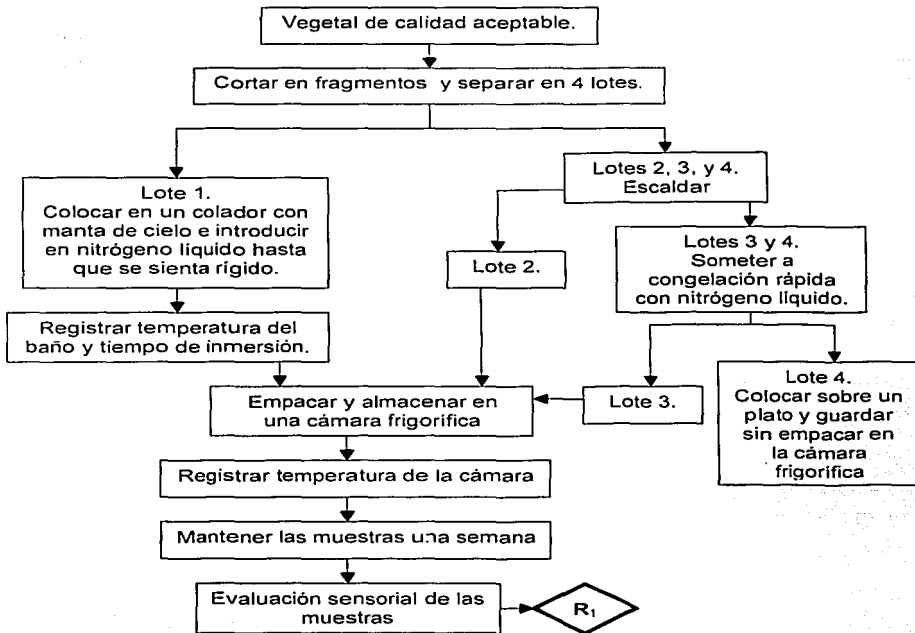 Vegetal de calidad aceptable.
Cortar en fragmentos y separar en 4 lotes.
Lote 1.
Colocar en un colador con
manta de cielo e introducir
en nitrógeno líquido hasta
que se sienta rígido.
Lotes 2, 3, y 4.
Escaldar
Lote 2.
Lotes 3 y 4.
Someter a
congelación rápida
con nitrógeno líquido.
Registrar temperatura del
baño y tiempo de inmersión.
Empacar y almacenar en
una cámara frigorífica
Lote 3.
Lote 4.
Colocar sobre un
plato y guardar
sin empacar en
la cámara
frigorífica
Registrar temperatura de la cámara
Mantener las muestras una semana
Evaluación sensorial de las
muestras
R₁